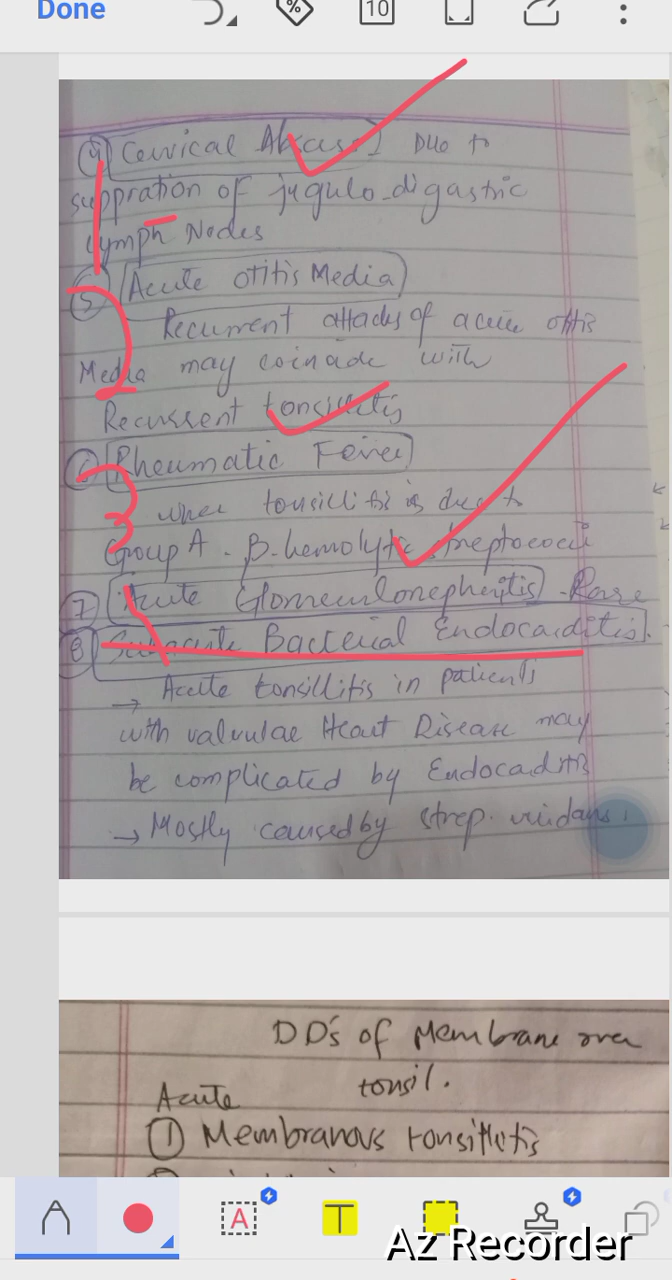 Done
%
10
④ Cervical Abscess Due to
suppration of jugulo-digastric
lymph Nodes
⑤ Acute otitis Media
Recurrent attacks of acute otitis
Media may coincide with
Recurrent tonsillitis
⑥ Rheumatic Fever
when tonsillitis is due to
Group A - β-hemolytic streptococci
⑦ Acute Glomerulonephritis - Rare
⑧ Subacute Bacterial Endocarditis.
→ Acute tonsillitis in patients
with valvular Heart Disease may
be complicated by Endocarditis
→ Mostly caused by strep. viridans.
DD's of Membrane over
tonsil.
Acute
① Membranous tonsilletis
A
T
Az Recorder